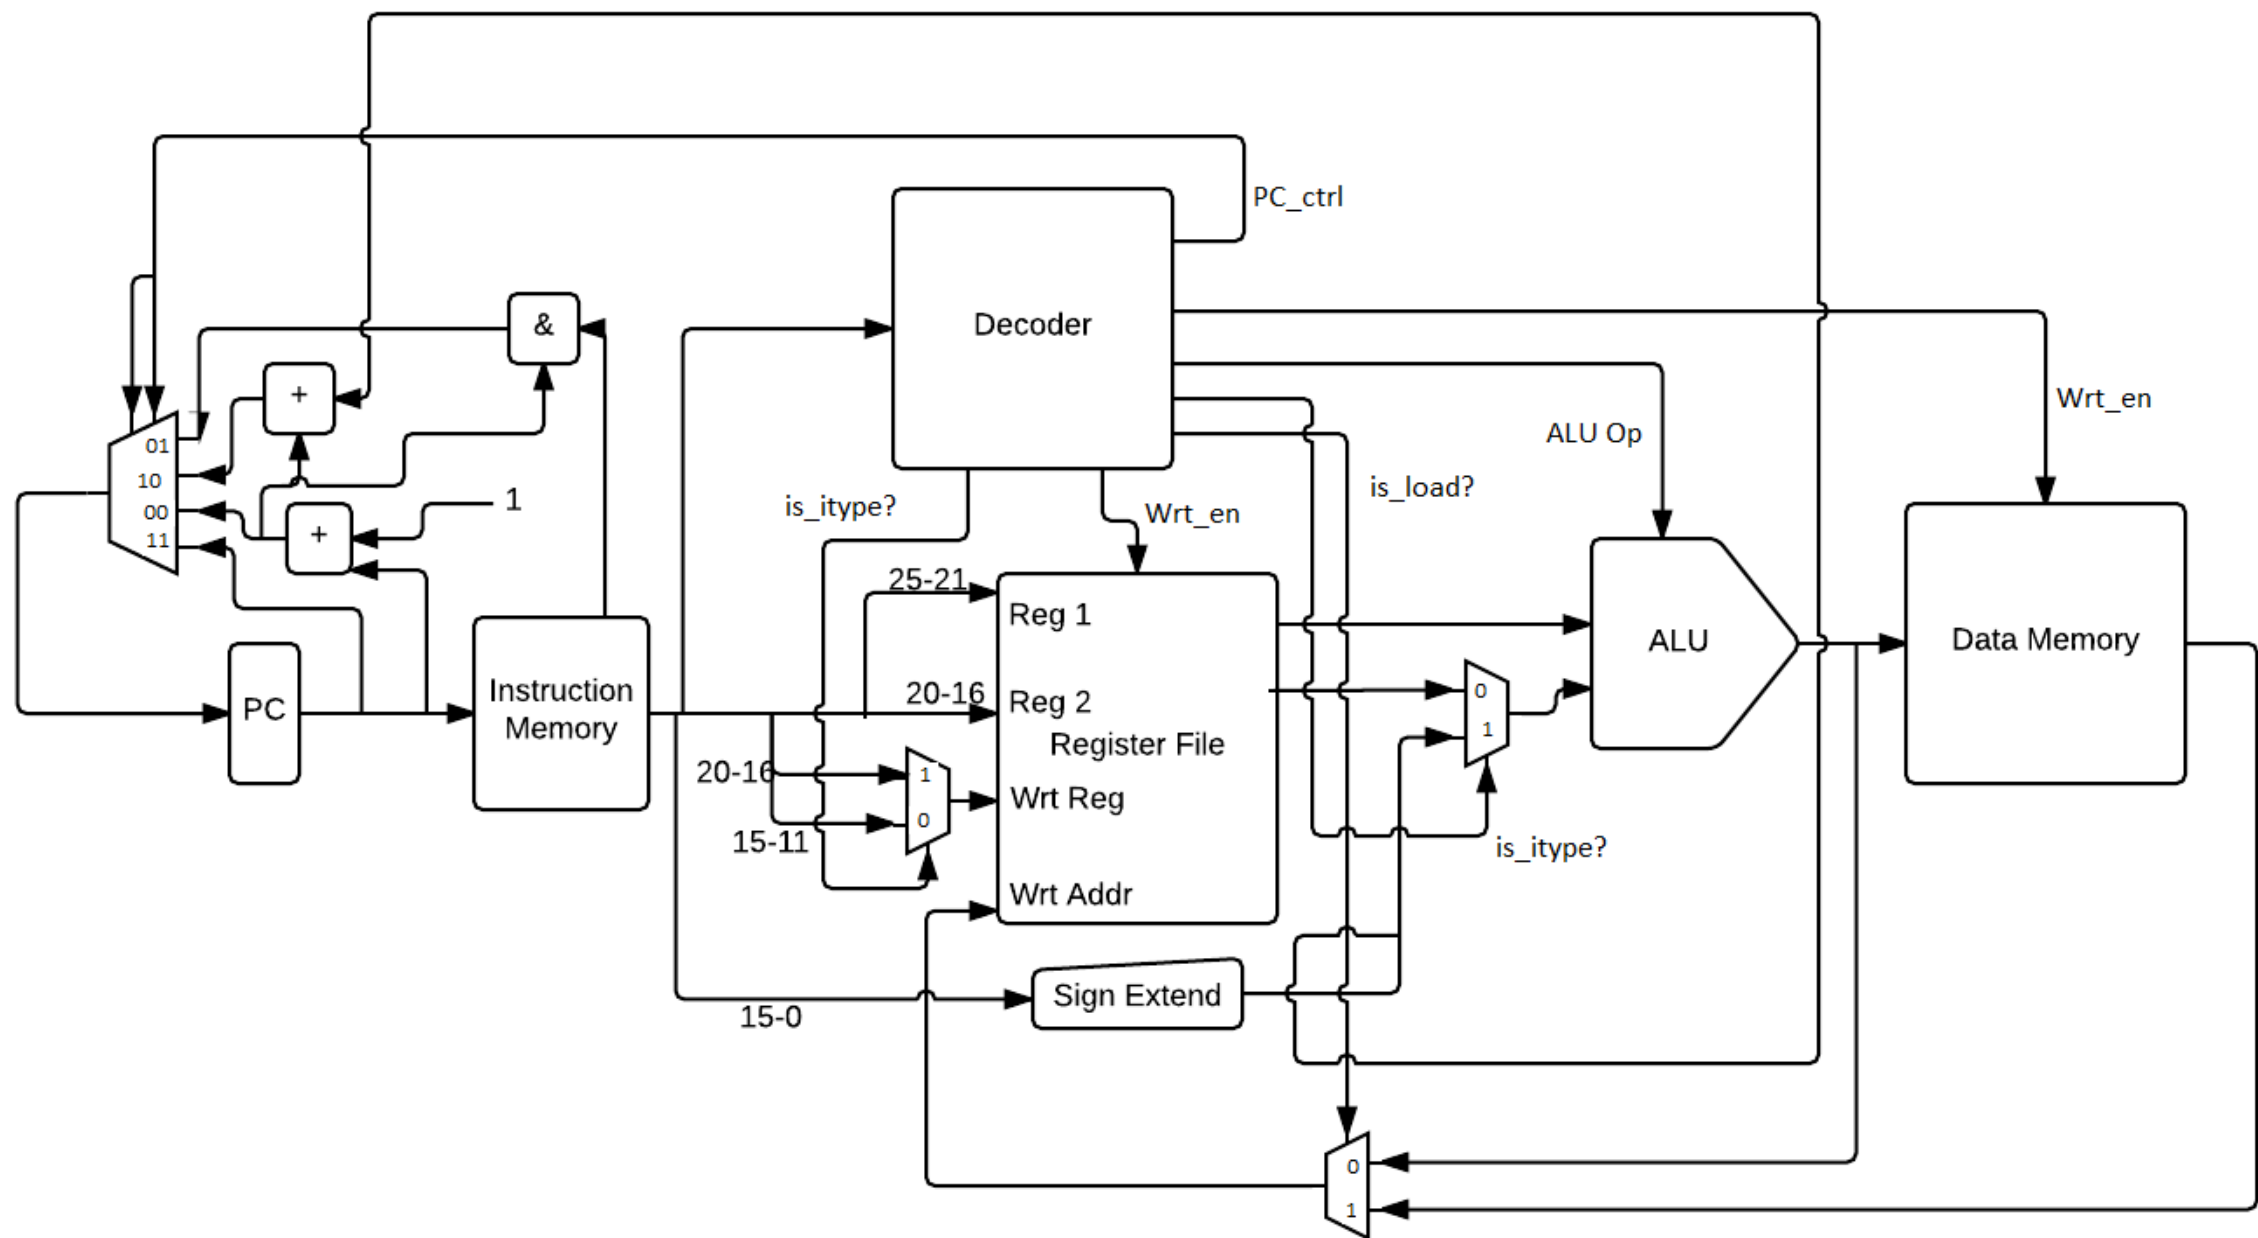 PC_ctrl
&
Decoder
+
01
10
00
11
+
1
Wrt_en
ALU Op
is_load?
is_itype?
Wrt_en
25-21
Reg 1
ALU
Data Memory
PC
Instruction
Memory
20-16
Reg 2
0
1
Register File
20-16
1
0
Wrt Reg
15-11
is_itype?
Wrt Addr
Sign Extend
15-0
0
1